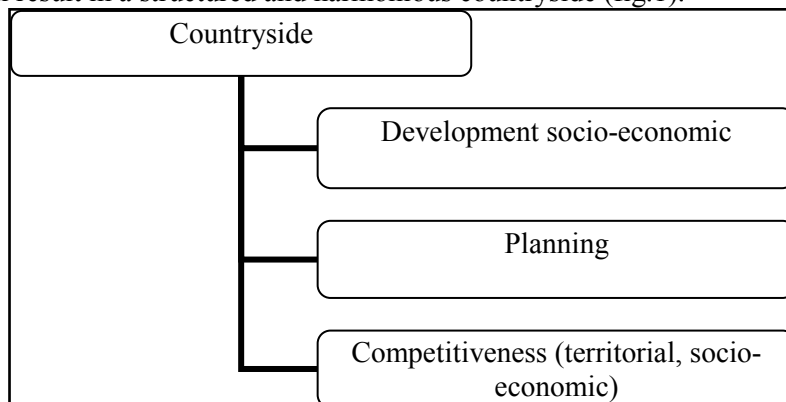 result in a structured and harmonious countryside (fig.1).
Countryside
Development socio-economic
Planning
Competitiveness (territorial, socio-
economic)